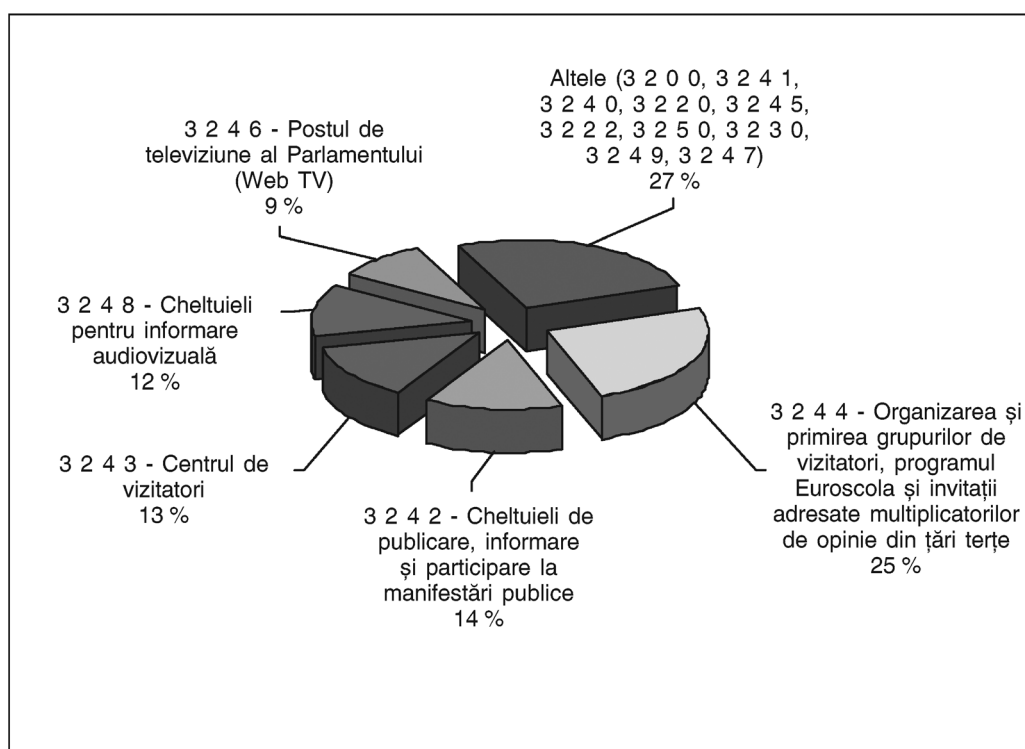 Altele (3 2 0 0, 3 2 4 1,
3 2 4 0, 3 2 2 0, 3 2 4 5,
3 2 2 2, 3 2 5 0, 3 2 3 0,
3 2 4 9, 3 2 4 7)
27 %
3 2 4 6 - Postul de
televiziune al Parlamentului
(Web TV)
9 %
3 2 4 8 - Cheltuieli
pentru informare
audiovizuală
12 %
3 2 4 3 - Centrul de
vizitatori
13 %
3 2 4 2 - Cheltuieli de
publicare, informare
și participare la
manifestări publice
14 %
3 2 4 4 - Organizarea și
primirea grupurilor de
vizitatori, programul
Euroscola și invitații
adresate multiplicatorilor
de opinie din țări terțe
25 %